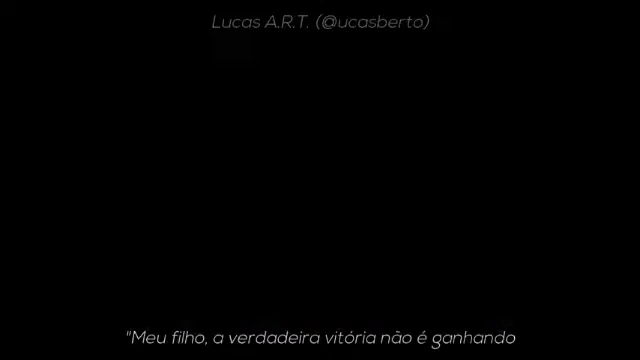 Lucas A.R.T. (@ucasberto)
"Meu filho, a verdadeira vitória não é ganhando